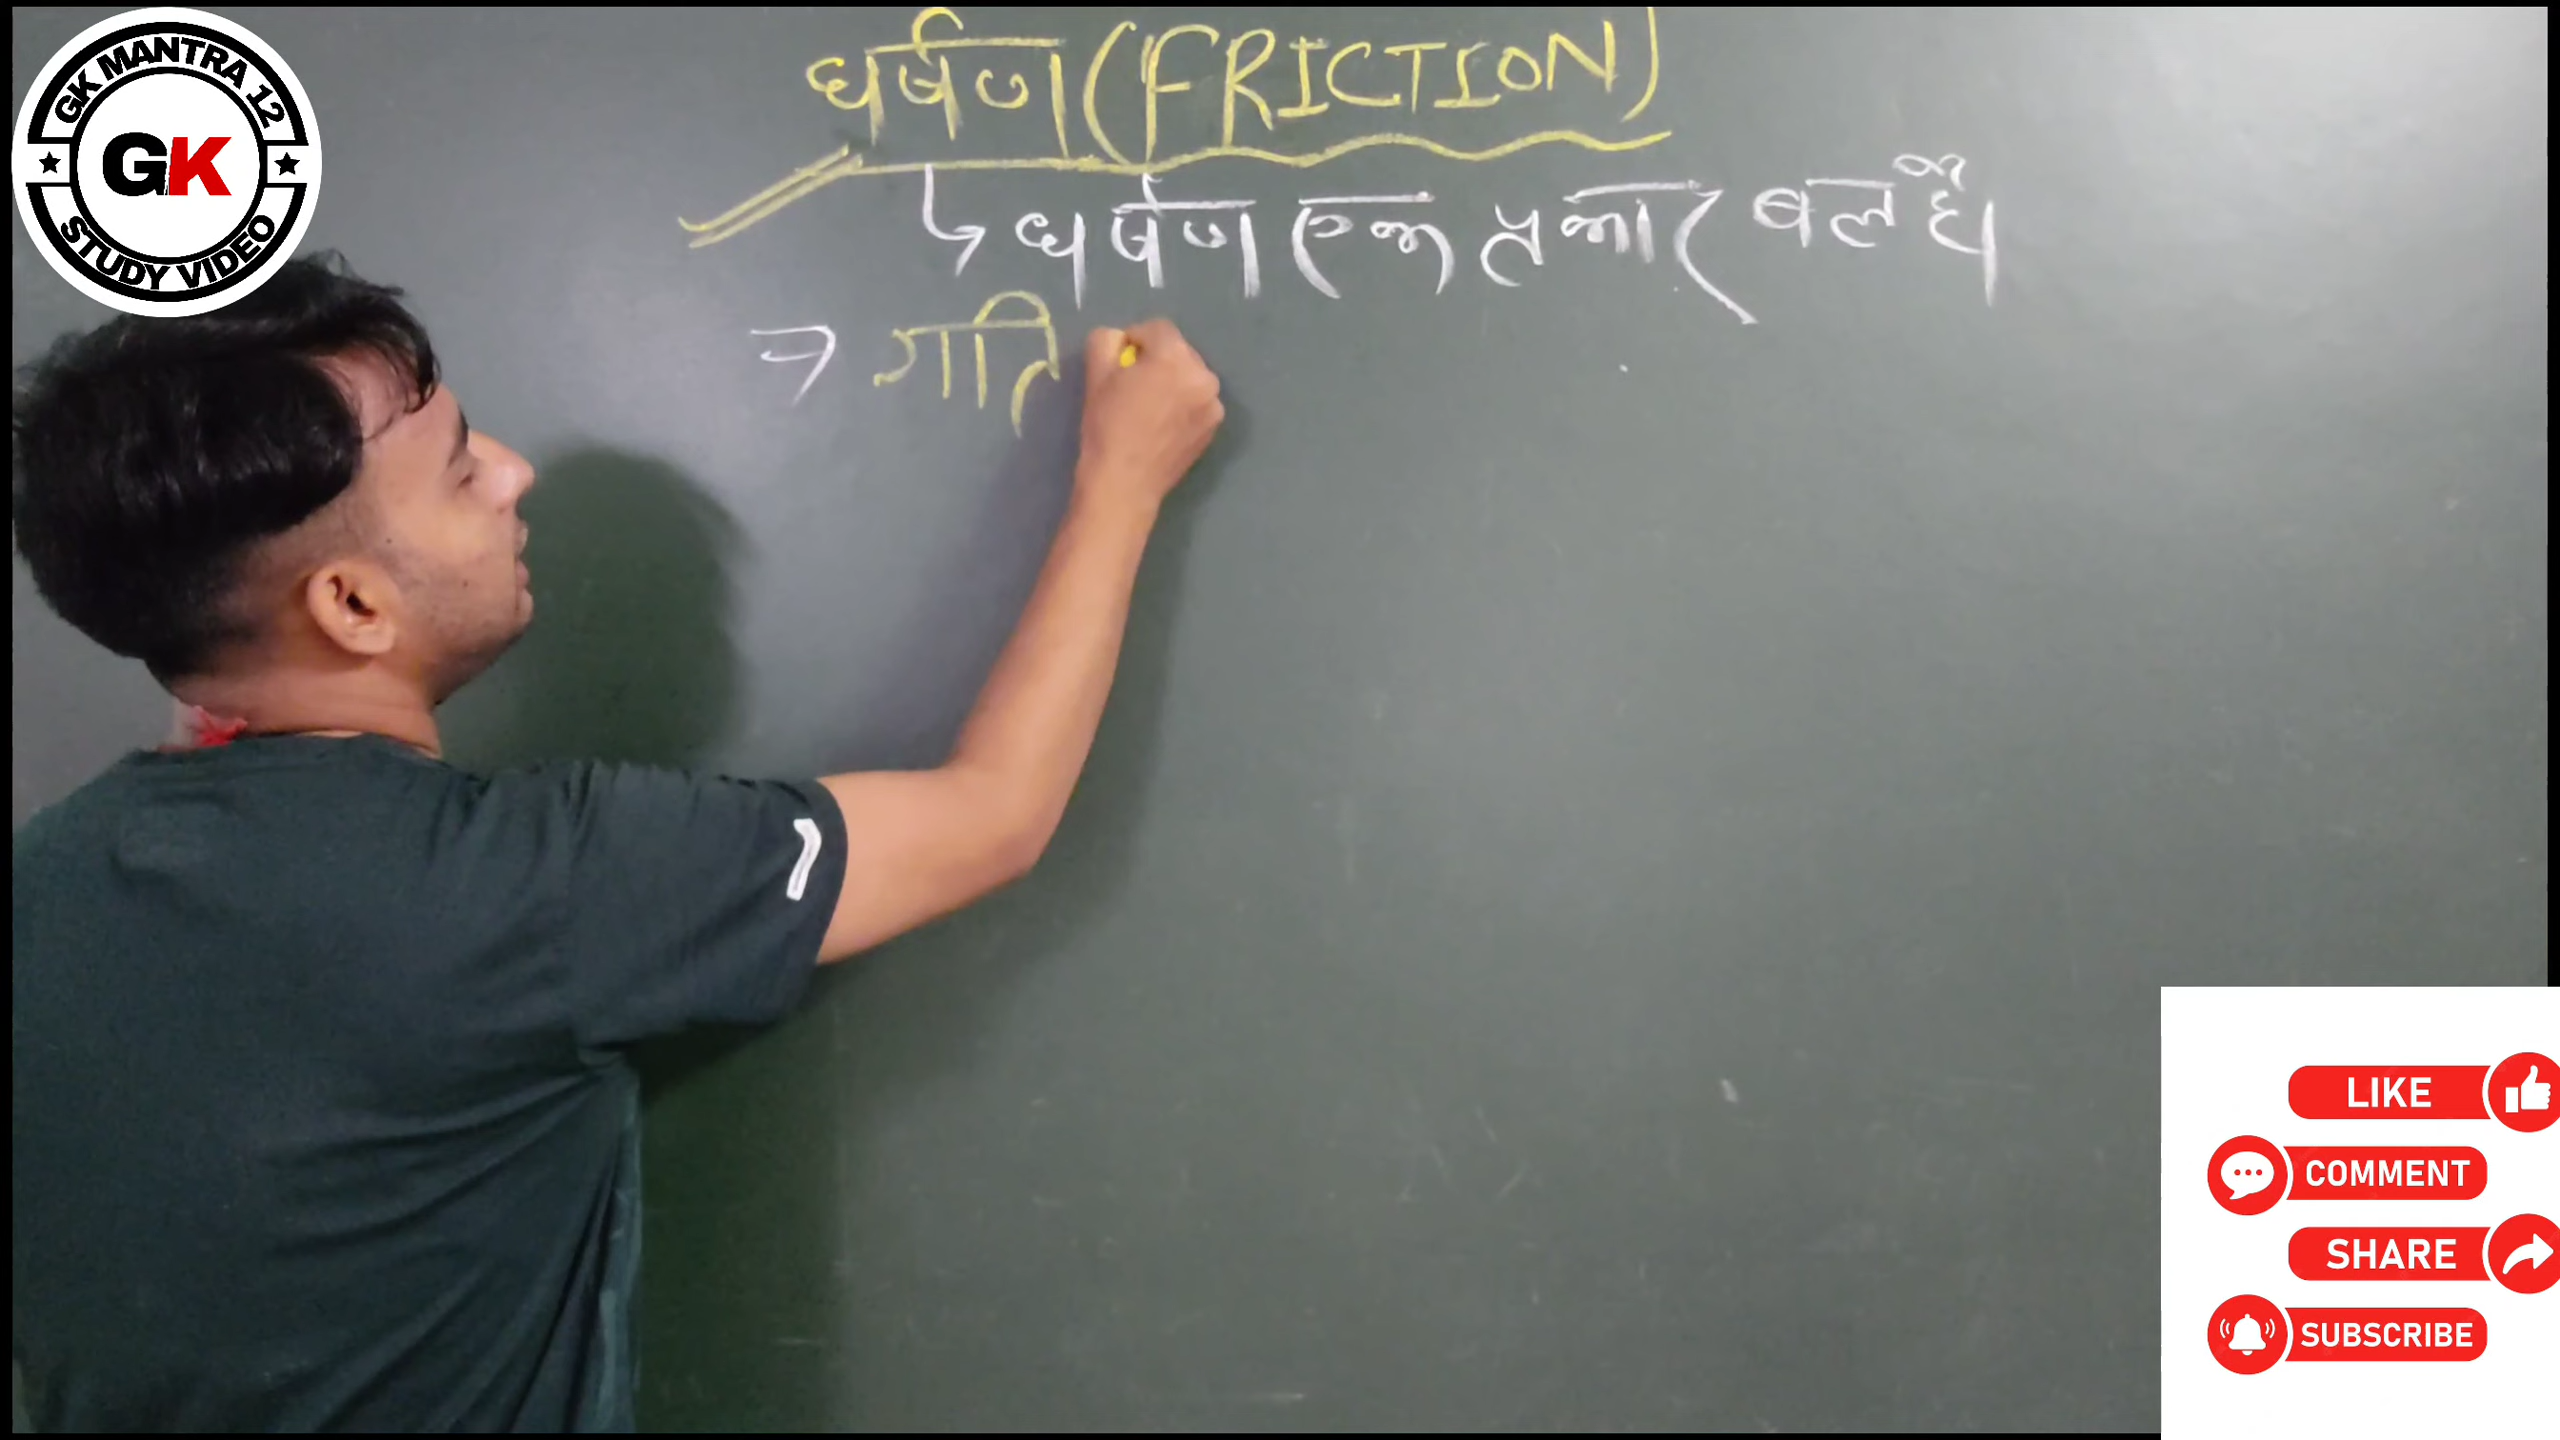 GK MANTRA 12
GK
STUDY VIDEO
घर्षण (FRICTION)
घर्षण एक प्रकार बल है।
गति
LIKE
COMMENT
SHARE
SUBSCRIBE